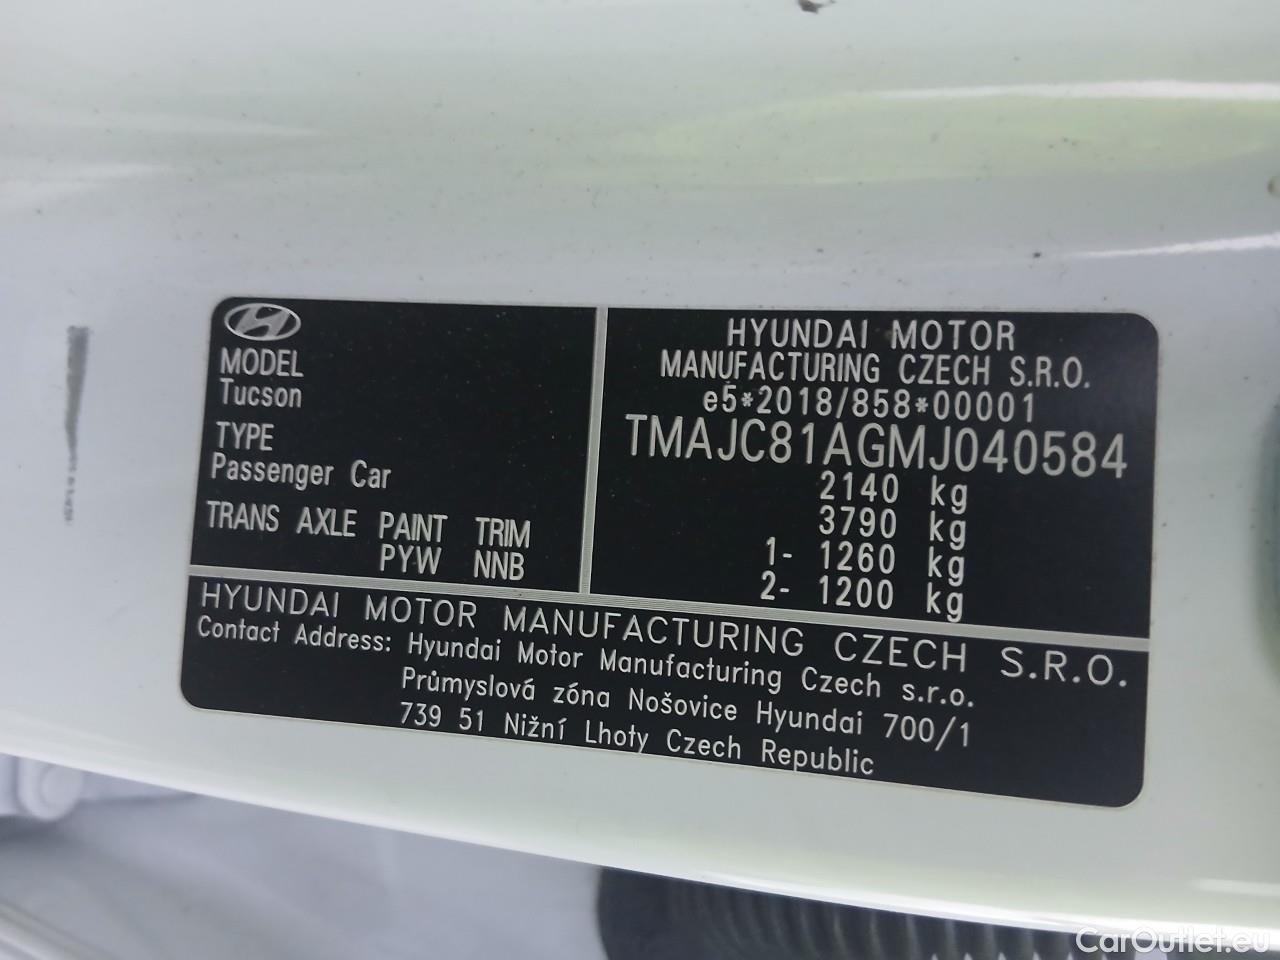 MODEL
Tucson
TYPE
Passenger Car
TRANS AXLE PAINT TRIM
PYW NNB
HYUNDAI MOTOR
MANUFACTURING CZECH S.R.O.
e5*2018/858*00001
TMAJC81AGMJ040584
2140 kg
3790 kg
1- 1260 kg
2- 1200 kg
HYUNDAI MOTOR MANUFACTURING CZECH S.R.O.
Contact Address: Hyundai Motor Manufacturing Czech s.r.o.
Průmyslová zóna Nošovice Hyundai 700/1
739 51 Nižní Lhoty Czech Republic
CarOutlet.eu